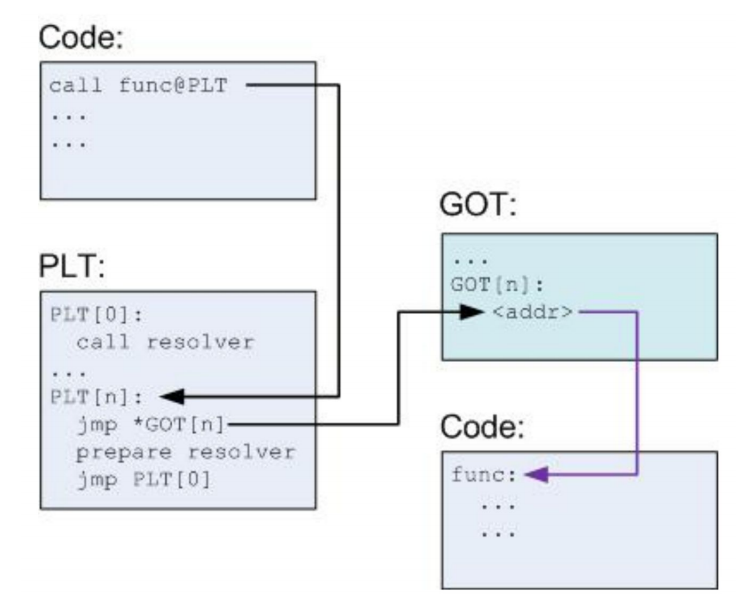 Code:
call func@PLT
...
...
PLT:
PLT[0]:
call resolver
...
PLT[n]:
jmp *GOT[n]
prepare resolver
jmp PLT[0]
GOT:
...
GOT[n]:
<addr>
Code:
func:
...
...